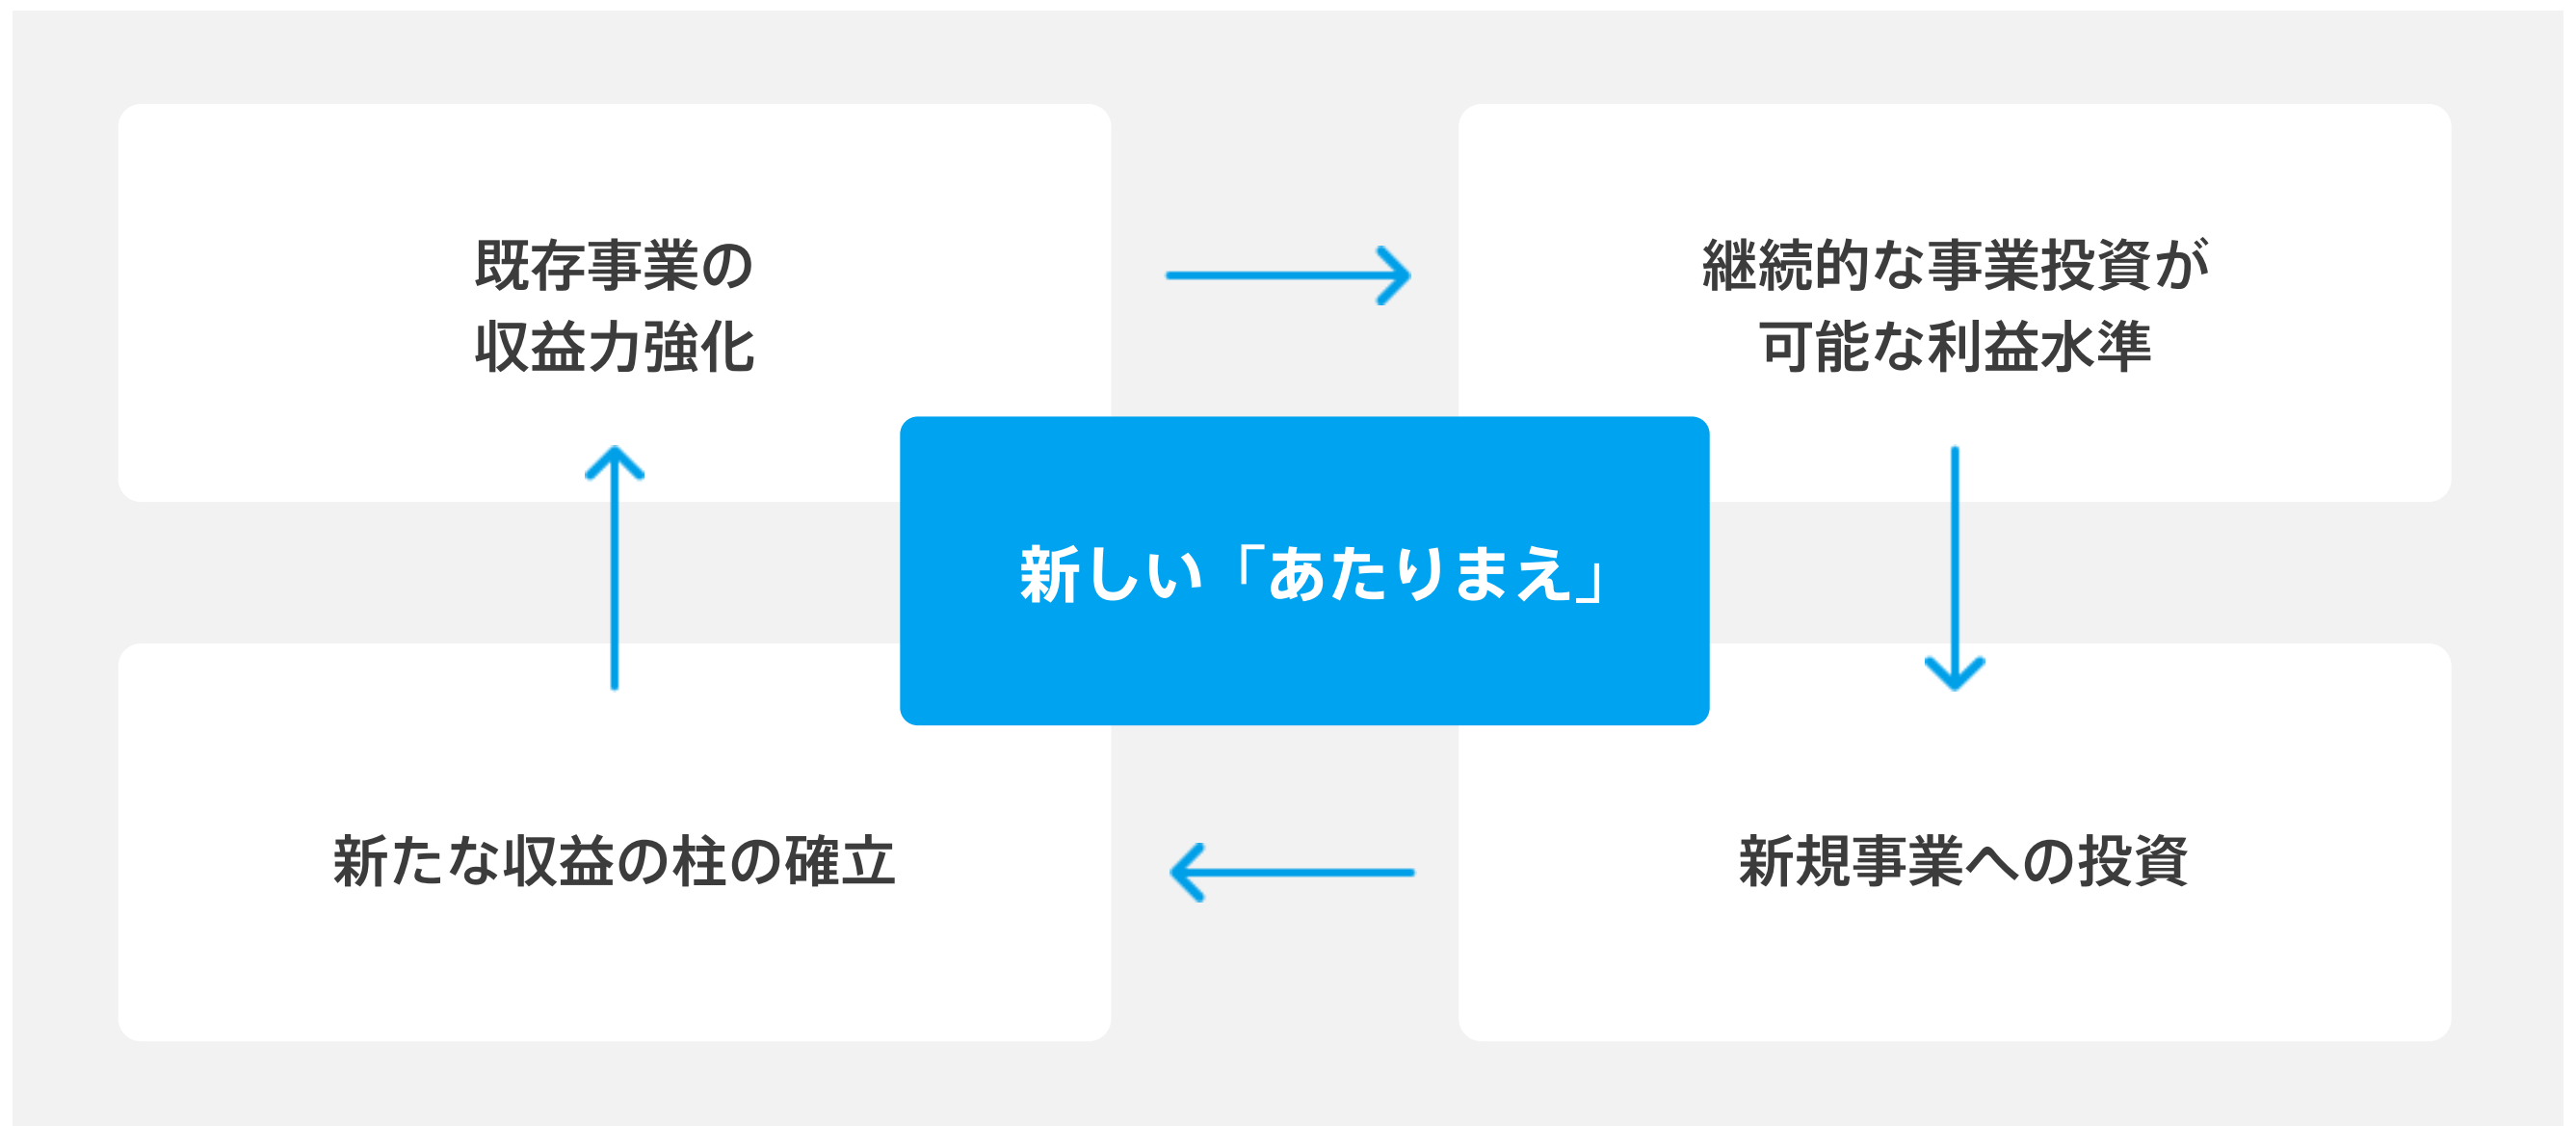 既存事業の
収益力強化
継続的な事業投資が
可能な利益水準
新しい「あたりまえ」
新たな収益の柱の確立
新規事業への投資